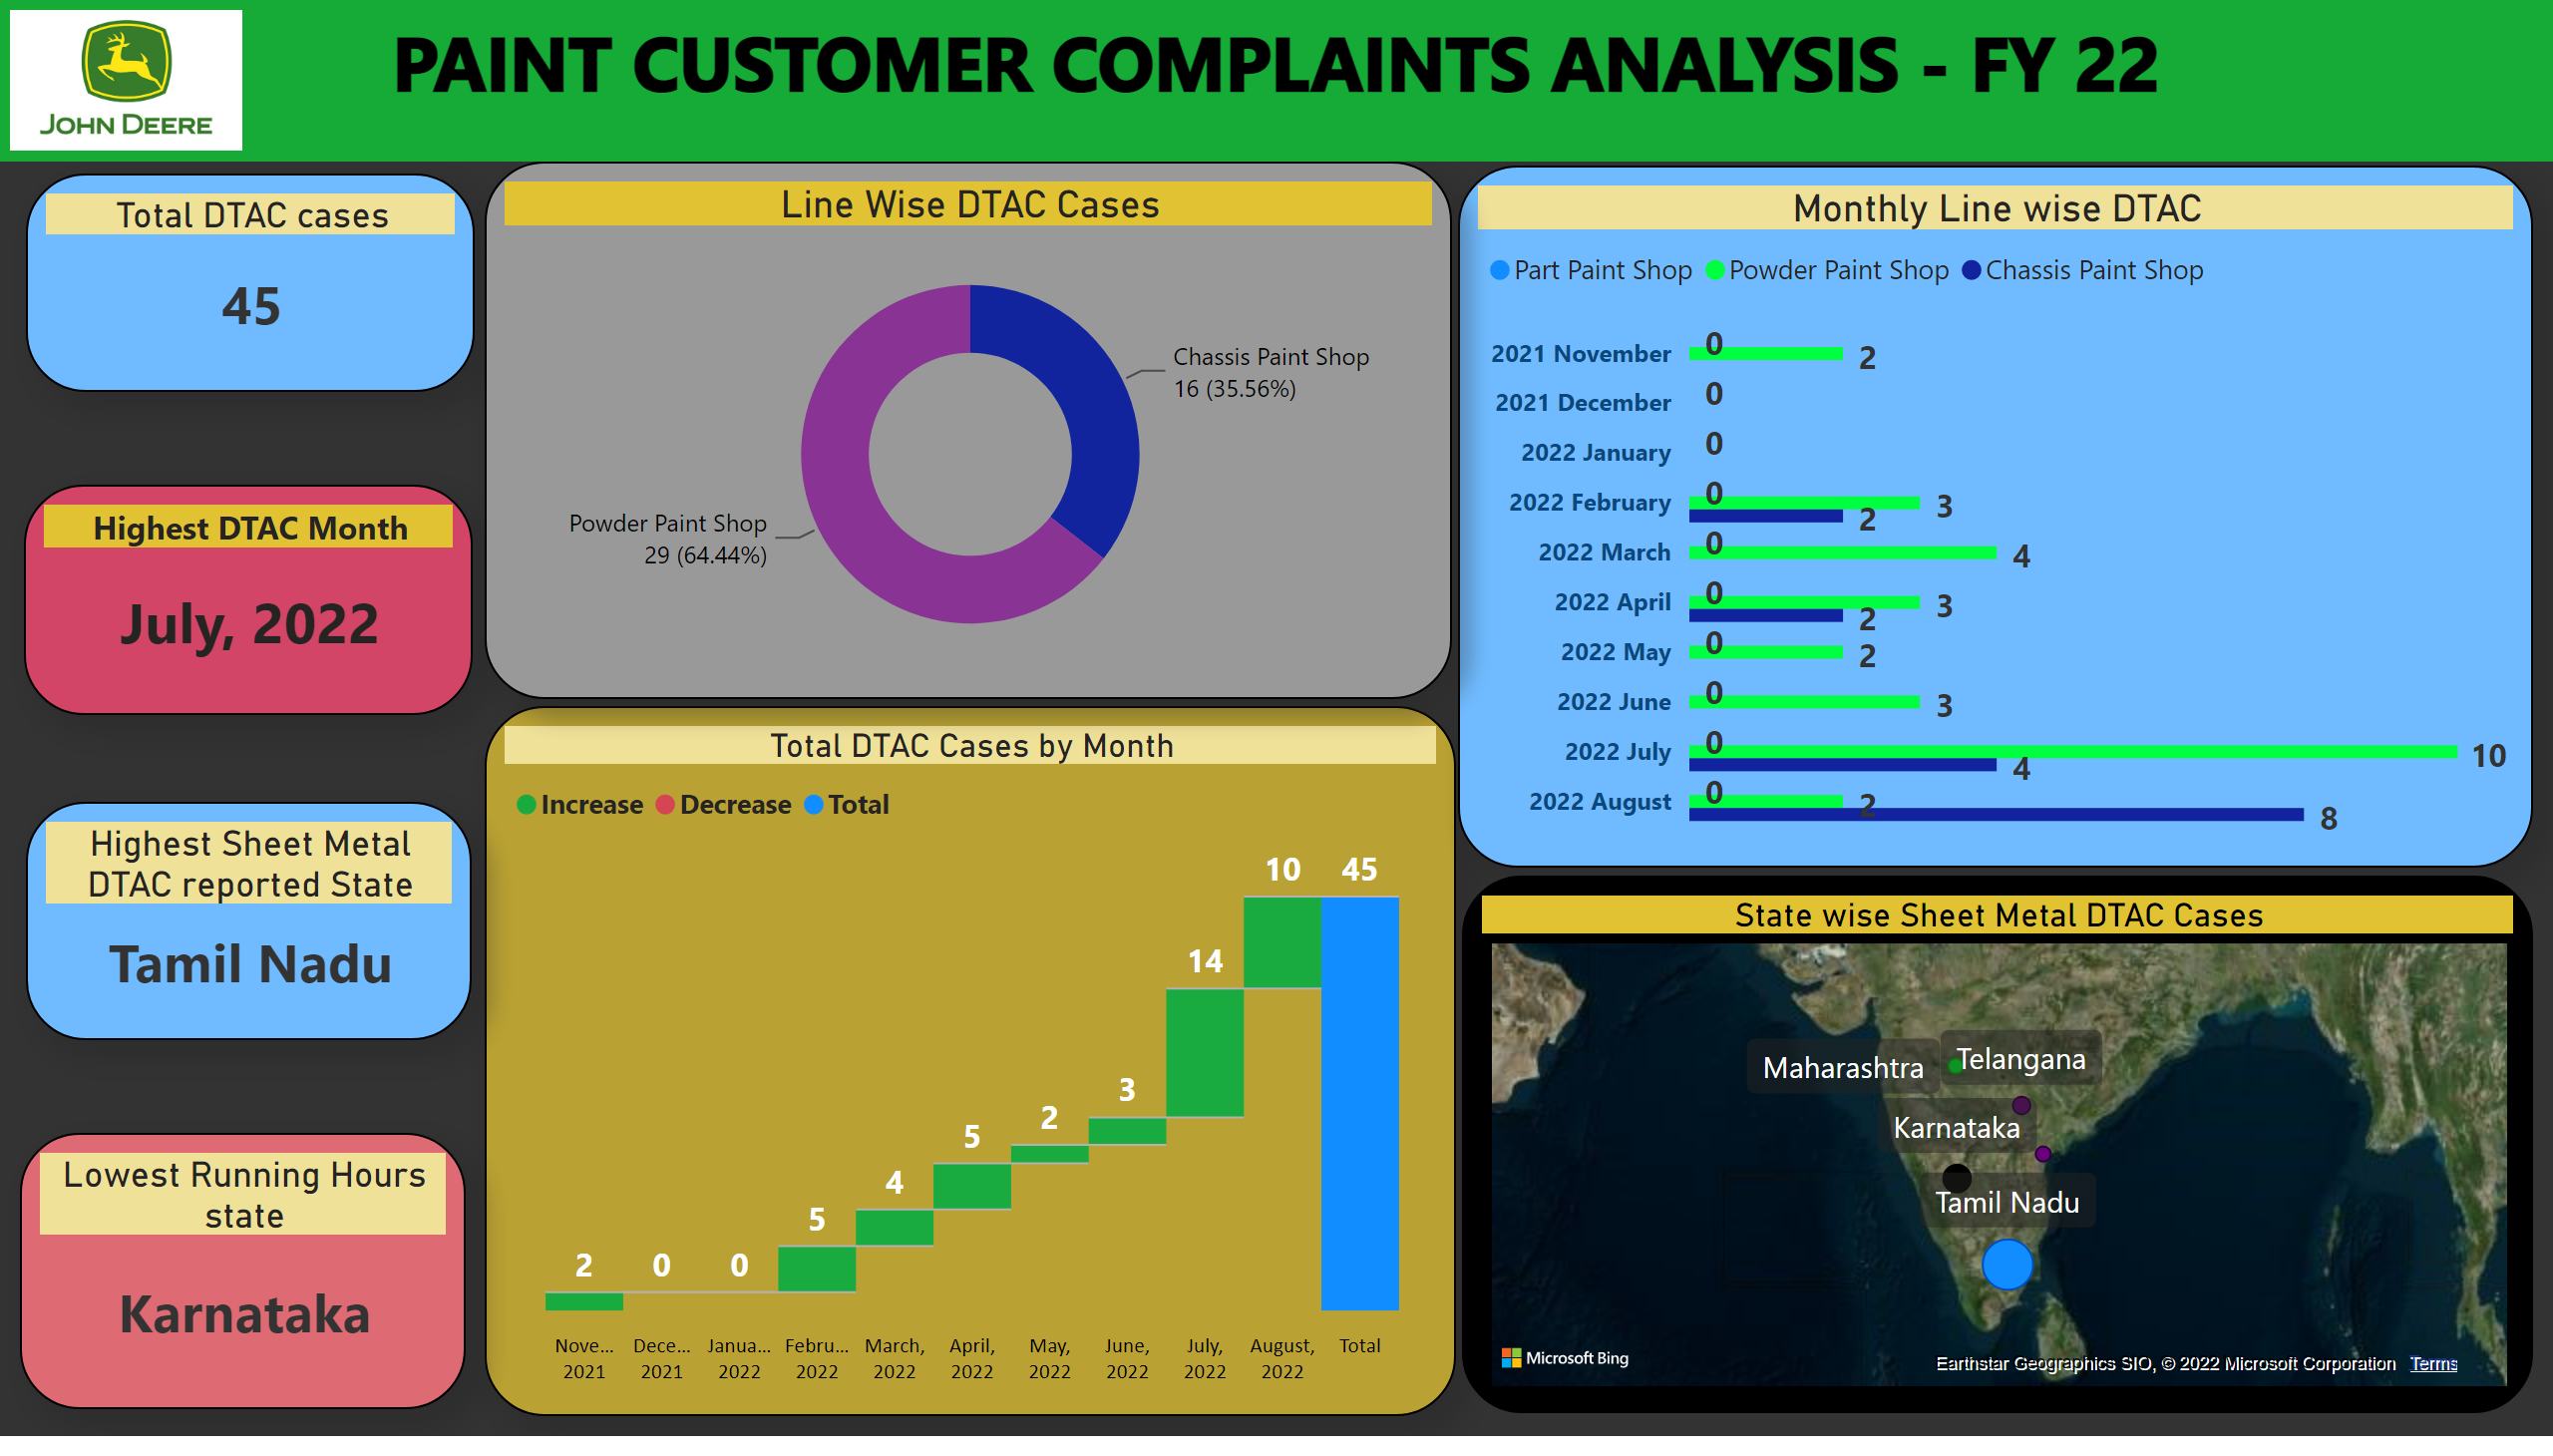 JOHN DEERE
PAINT CUSTOMER COMPLAINTS ANALYSIS - FY 22
Total DTAC cases
45
Highest DTAC Month
July, 2022
Highest Sheet Metal
DTAC reported State
Tamil Nadu
Lowest Running Hours
state
Karnataka
Line Wise DTAC Cases
Chassis Paint Shop
16 (35.56%)
Powder Paint Shop
29 (64.44%)
Total DTAC Cases by Month
Increase Decrease Total
2 0 0 5 4 5 2 3 14 10 45
Nove... Dece... Janua... Febru... March, April, May, June, July, August, Total
2021 2021 2022 2022 2022 2022 2022 2022 2022 2022
Monthly Line wise DTAC
Part Paint Shop Powder Paint Shop Chassis Paint Shop
2021 November 0 2
2021 December 0
2022 January 0
2022 February 0 3 2
2022 March 0 4
2022 April 0 3 2
2022 May 0 2
2022 June 0 3
2022 July 0 10 4
2022 August 0 2 8
State wise Sheet Metal DTAC Cases
Maharashtra
Telangana
Karnataka
Tamil Nadu
Microsoft Bing
Earthstar Geographics SIO, © 2022 Microsoft Corporation Terms